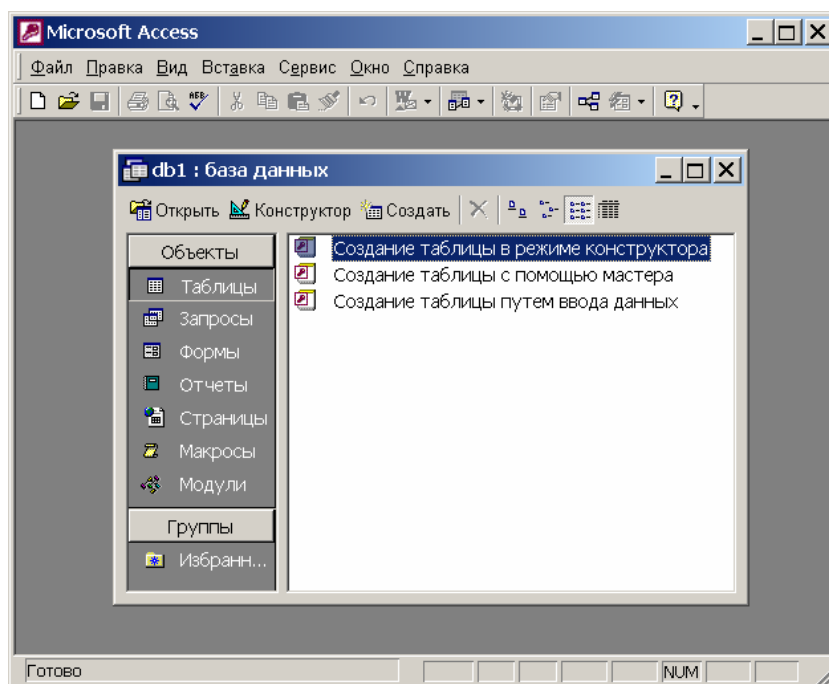 Microsoft Access
Файл Правка Вид Вставка Сервис Окно Справка
db1 : база данных
Открыть Конструктор Создать
Объекты
Таблицы
Запросы
Формы
Отчеты
Страницы
Макросы
Модули
Группы
Избранн...
Создание таблицы в режиме конструктора
Создание таблицы с помощью мастера
Создание таблицы путем ввода данных
Готово
NUM